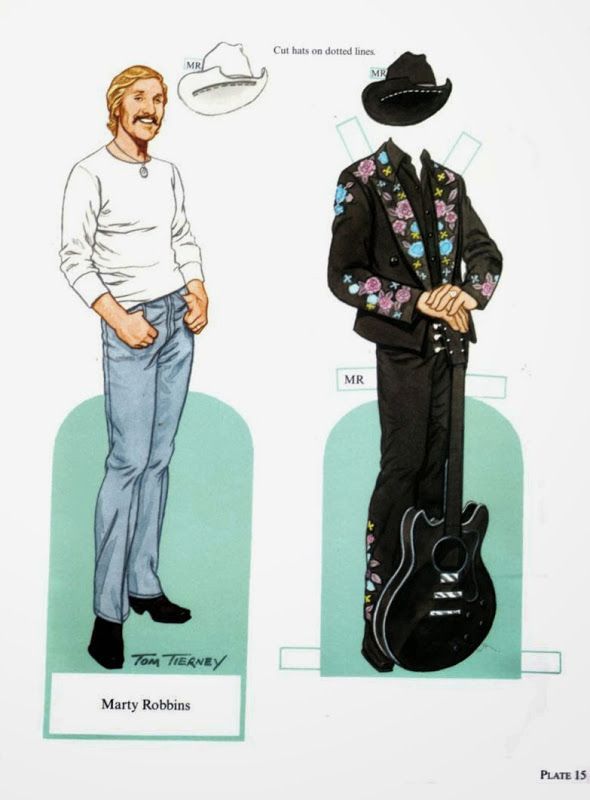 Cut hats on dotted lines.
MR
MR
MR
TOM TIERNEY
Marty Robbins
PLATE 15